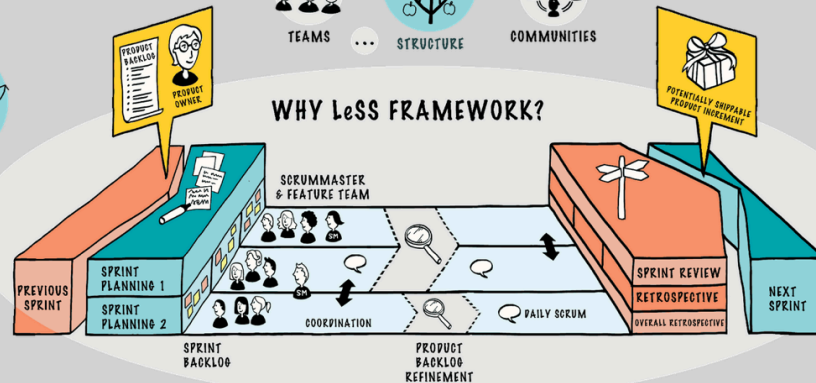 TEAMS
...
STRUCTURE
COMMUNITIES
PRODUCT
BACKLOG
PRODUCT
OWNER
POTENTIALLY SHIPPABLE
PRODUCT INCREMENT
WHY LeSS FRAMEWORK?
SCRUMMASTER
& FEATURE TEAM
SM
SM
PREVIOUS
SPRINT
SPRINT
PLANNING 1
SPRINT
PLANNING 2
COORDINATION
DAILY SCRUM
SPRINT REVIEW
RETROSPECTIVE
OVERALL RETROSPECTIVE
NEXT
SPRINT
SPRINT
BACKLOG
PRODUCT
BACKLOG
REFINEMENT